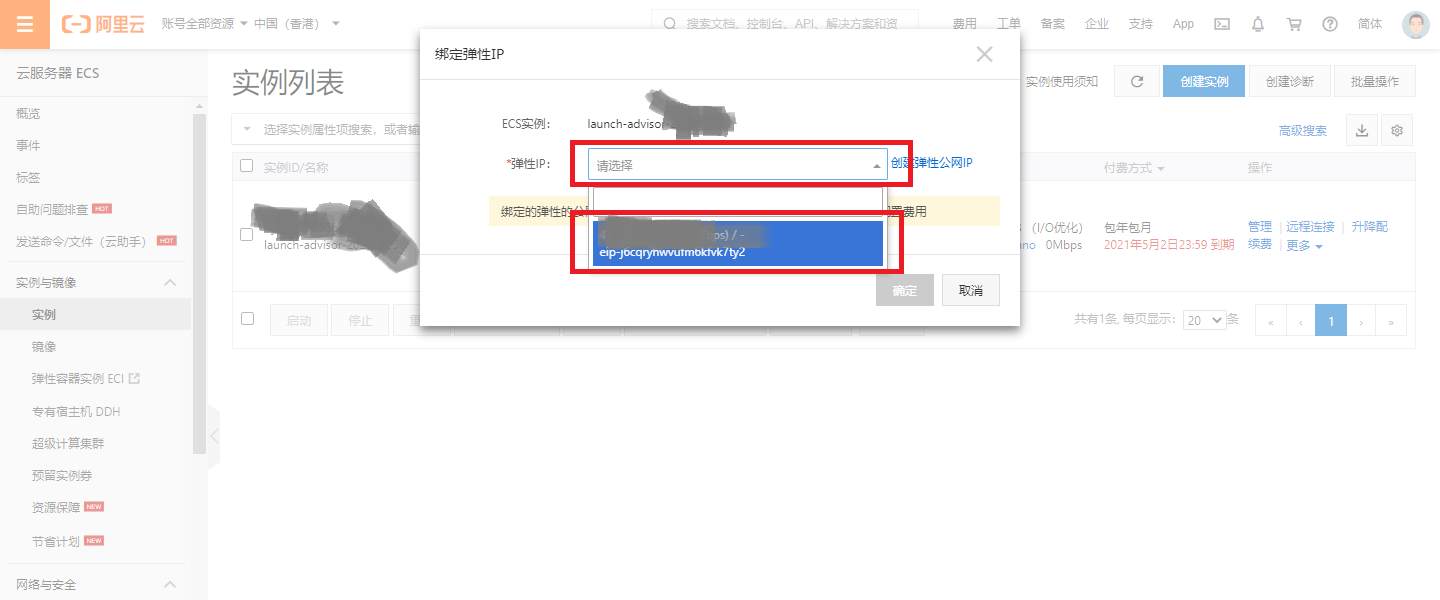 阿里云
账号全部资源 中国（香港）
搜索文档、控制台、API、解决方案和资
费用 工单 备案 企业 支持 App 简体
云服务器 ECS
概览
事件
标签
自助问题排查 HOT
发送命令/文件（云助手） HOT
实例与镜像
实例
镜像
弹性容器实例 ECI
专有宿主机 DDH
超级计算集群
预留实例券
资源保障 NEW
节省计划 NEW
网络与安全
实例列表
实例使用须知
创建实例
创建诊断
批量操作
选择实例属性项搜索，或者输
高级搜索
实例ID/名称
付费方式
操作
launch-advisor-20
（I/O优化）
0Mbps
包年包月
2021年5月2日23:59 到期
管理 | 远程连接 | 升降配
续费 | 更多
启动
停止
共有1条, 每页显示: 20 条
« ‹ 1 › »
绑定弹性IP
ECS实例:
launch-advisor-
*弹性IP:
请选择
创建弹性公网IP
绑定的弹性的公
置费用
bps) / -
确定
取消